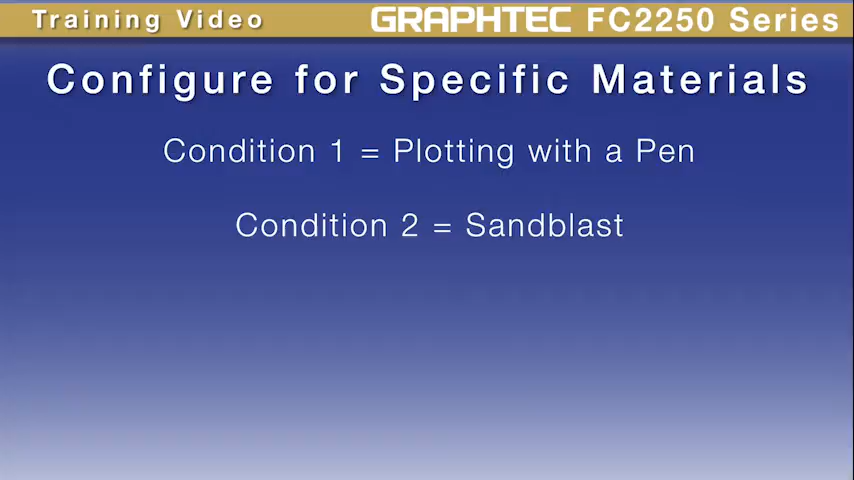 Training Video
GRAPHTEC FC2250 Series
Configure for Specific Materials
Condition 1 = Plotting with a Pen
Condition 2 = Sandblast